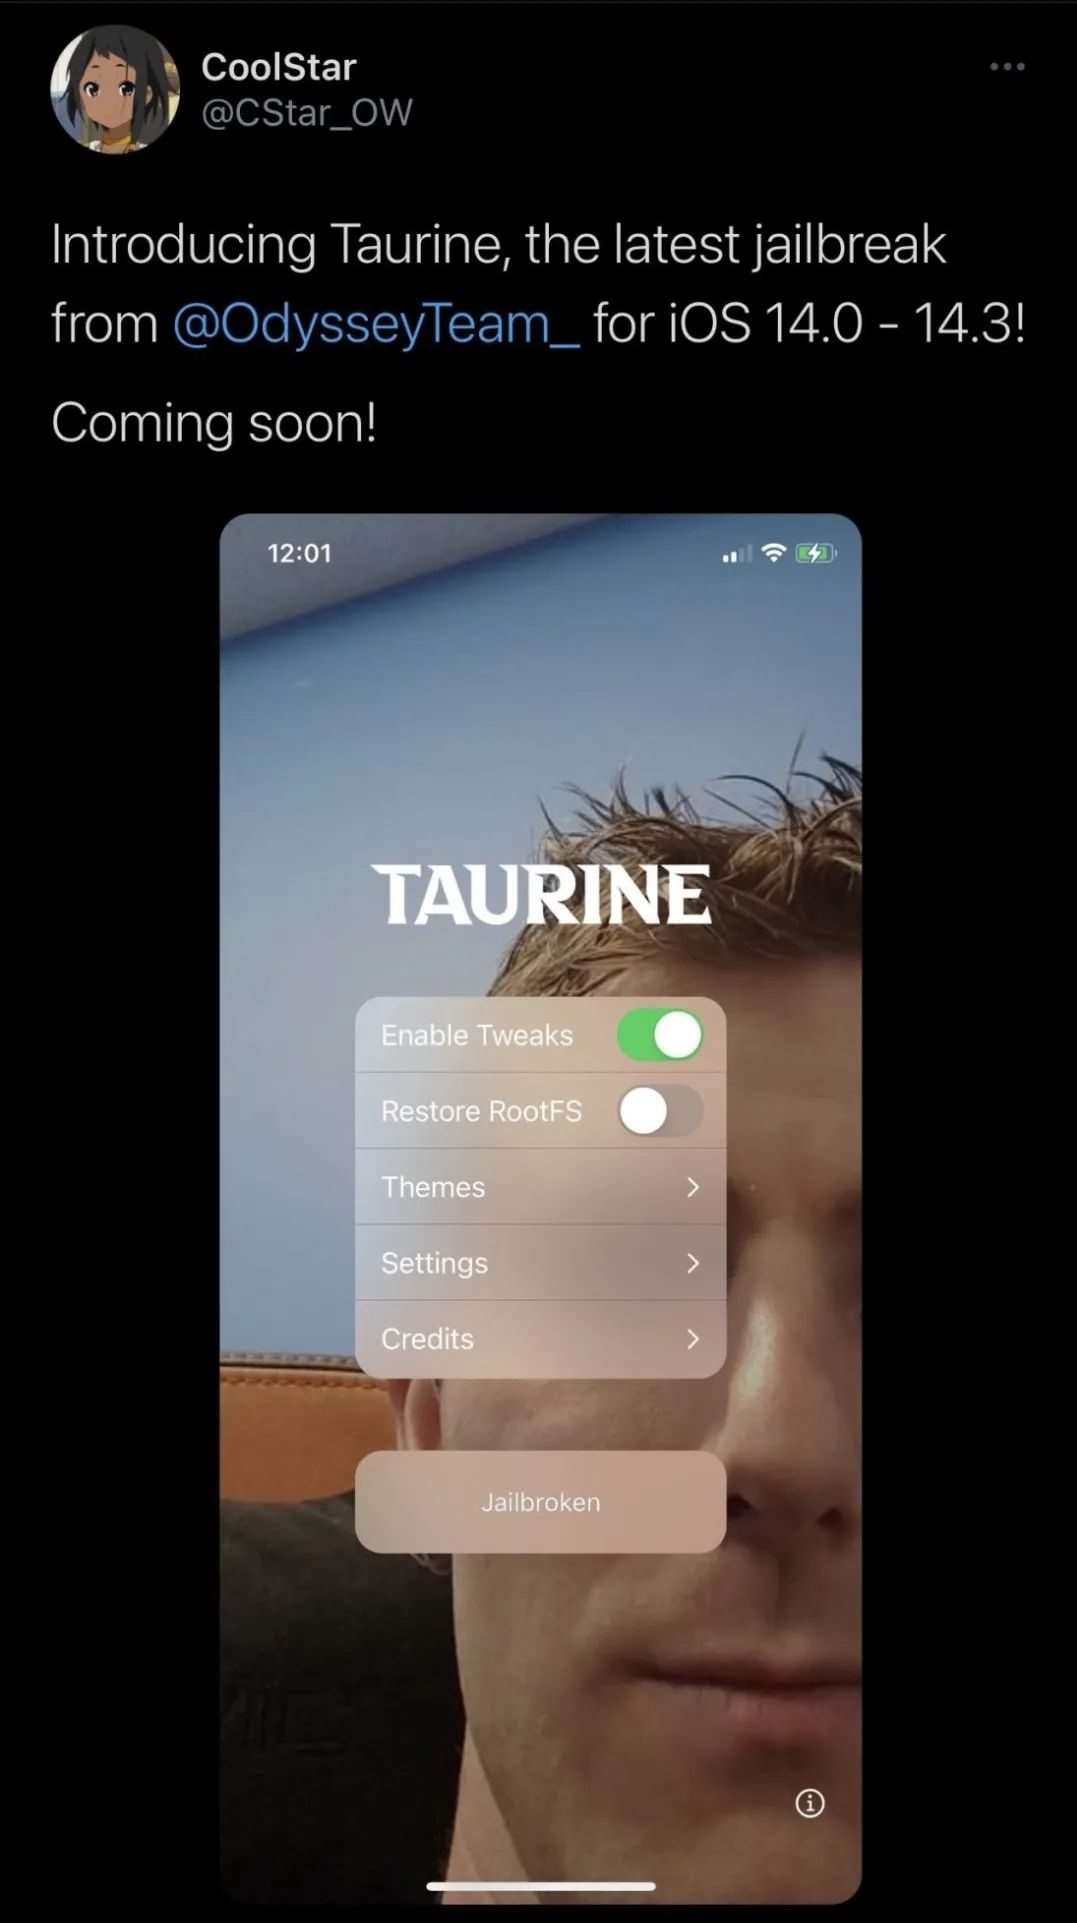 CoolStar
@CStar_OW
Introducing Taurine, the latest jailbreak
from @OdysseyTeam_ for iOS 14.0 - 14.3!
Coming soon!
12:01
TAURINE
Enable Tweaks
Restore RootFS
Themes
Settings
Credits
Jailbroken